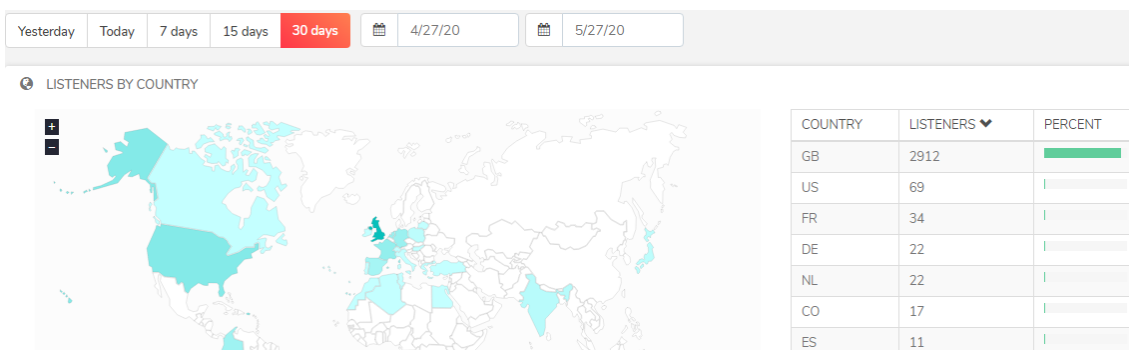 Yesterday Today 7 days 15 days 30 days 4/27/20 5/27/20
LISTENERS BY COUNTRY
+
−
COUNTRY LISTENERS PERCENT
GB 2912
US 69
FR 34
DE 22
NL 22
CO 17
ES 11